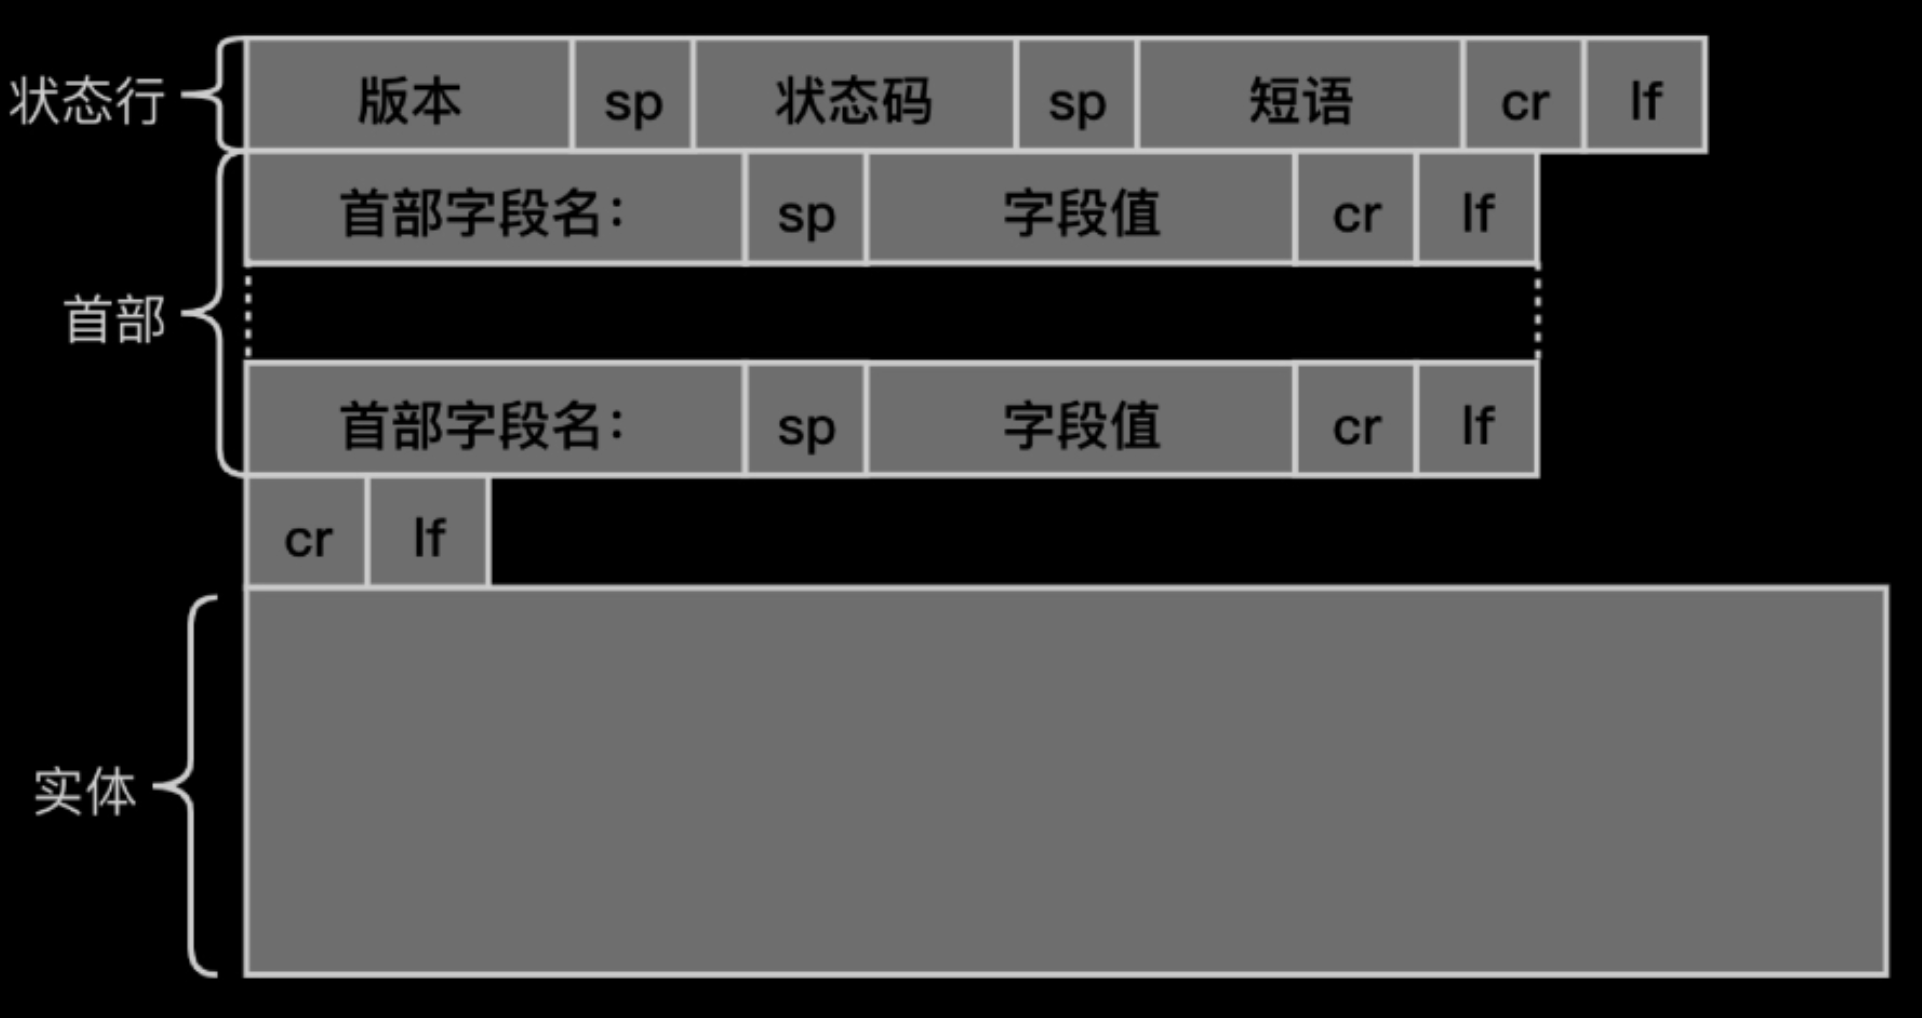 状态行 版本 sp 状态码 sp 短语 cr lf
首部字段名: sp 字段值 cr lf
首部
首部字段名: sp 字段值 cr lf
cr lf
实体